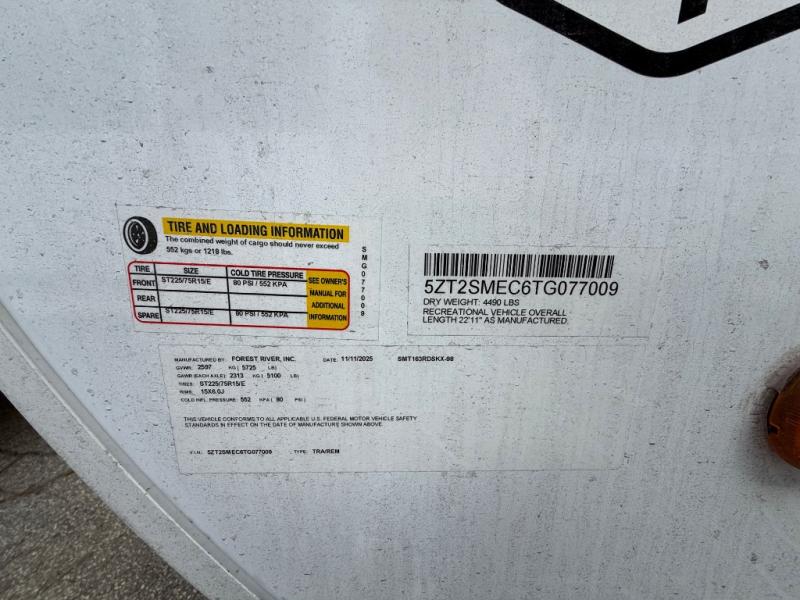 TIRE AND LOADING INFORMATION
The combined weight of cargo should never exceed
552 kgs or 1219 lbs.
TIRE SIZE COLD TIRE PRESSURE SEE OWNER'S MANUAL FOR ADDITIONAL INFORMATION
FRONT ST225/75R15/E 80 PSI / 552 KPA
REAR
SPARE ST225/75R15/E 80 PSI / 552 KPA
SMG077009
5ZT2SMEC6TG077009
DRY WEIGHT: 4490 LBS
RECREATIONAL VEHICLE OVERALL
LENGTH 22'11" AS MANUFACTURED.
MANUFACTURED BY: FOREST RIVER, INC. DATE: 11/11/2025 SMT163RDSKX-98
GVWR: 2597 KG ( 5725 LB)
GAWR (EACH AXLE) 2313 KG ( 5100 LB)
TIRES: ST225/75R15/E
RIMS: 15X6.0J
COLD INFL. PRESSURE: 552 KPA ( 80 PSI )
THIS VEHICLE CONFORMS TO ALL APPLICABLE U.S. FEDERAL MOTOR VEHICLE SAFETY
STANDARDS IN EFFECT ON THE DATE OF MANUFACTURE SHOWN ABOVE.
V.I.N.: 5ZT2SMEC6TG077009 TYPE: TRA/REM